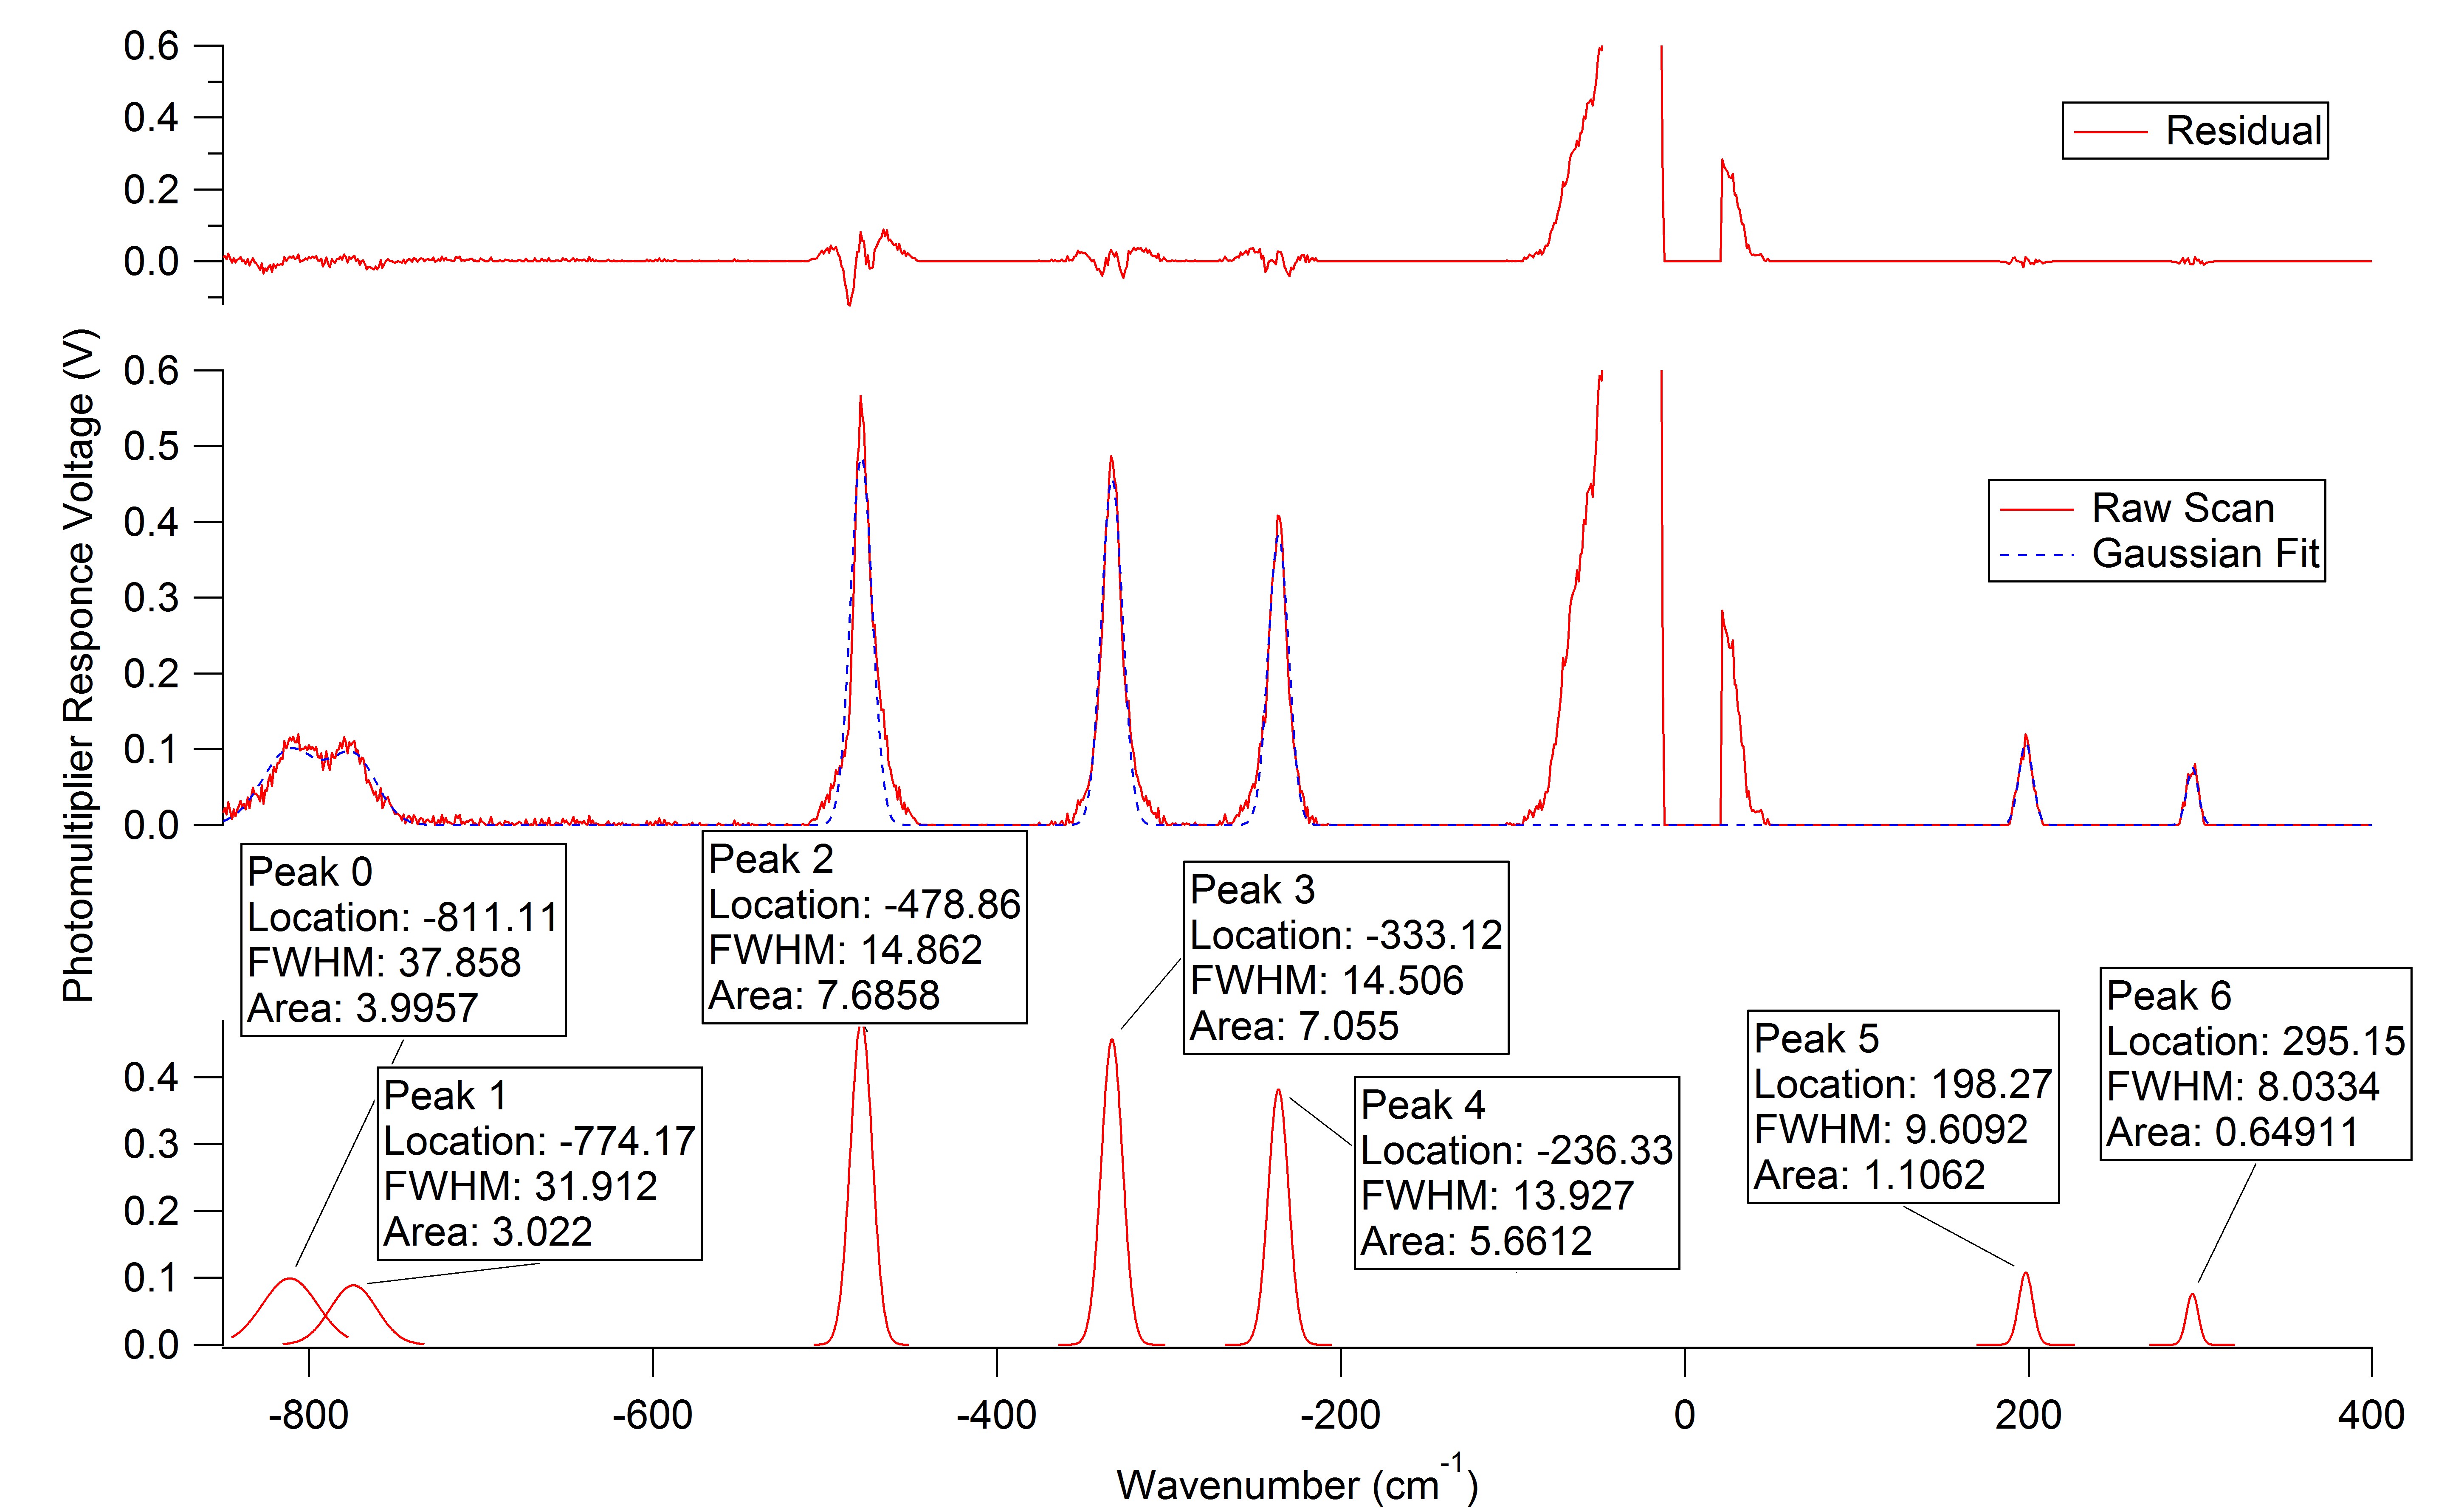 0.6
0.4
0.2
0.0
Residual
Photomultiplier Responce Voltage (V)
0.6
0.5
0.4
0.3
0.2
0.1
0.0
Raw Scan
Gaussian Fit
Peak 0
Location: -811.11
FWHM: 37.858
Area: 3.9957
Peak 1
Location: -774.17
FWHM: 31.912
Area: 3.022
Peak 2
Location: -478.86
FWHM: 14.862
Area: 7.6858
Peak 3
Location: -333.12
FWHM: 14.506
Area: 7.055
Peak 4
Location: -236.33
FWHM: 13.927
Area: 5.6612
Peak 5
Location: 198.27
FWHM: 9.6092
Area: 1.1062
Peak 6
Location: 295.15
FWHM: 8.0334
Area: 0.64911
0.4
0.3
0.2
0.1
0.0
-800 -600 -400 -200 0 200 400
Wavenumber (cm⁻¹)